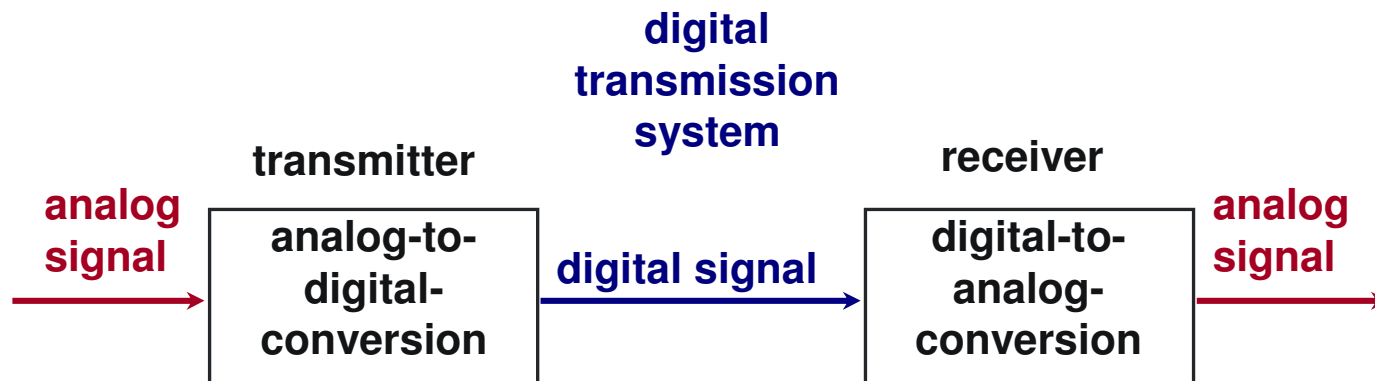 digital
transmission
system
transmitter
receiver
analog
signal
analog-to-
digital-
conversion
digital signal
digital-to-
analog-
conversion
analog
signal